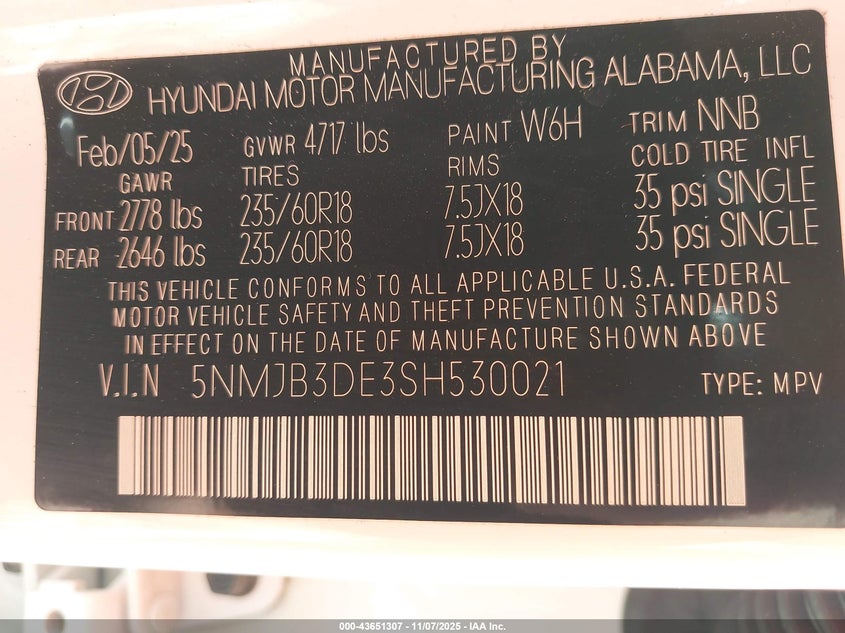 MANUFACTURED BY
HYUNDAI MOTOR MANUFACTURING ALABAMA, LLC
Feb/05/25 GVWR 4717 lbs PAINT W6H TRIM NNB
GAWR TIRES RIMS COLD TIRE INFL
FRONT 2778 lbs 235/60R18 7.5JX18 35 psi SINGLE
REAR 2646 lbs 235/60R18 7.5JX18 35 psi SINGLE
THIS VEHICLE CONFORMS TO ALL APPLICABLE U.S.A. FEDERAL
MOTOR VEHICLE SAFETY AND THEFT PREVENTION STANDARDS
IN EFFECT ON THE DATE OF MANUFACTURE SHOWN ABOVE
V.I.N 5NMJB3DE3SH530021 TYPE: MPV
000-43651307 - 11/07/2025 - IAA Inc.